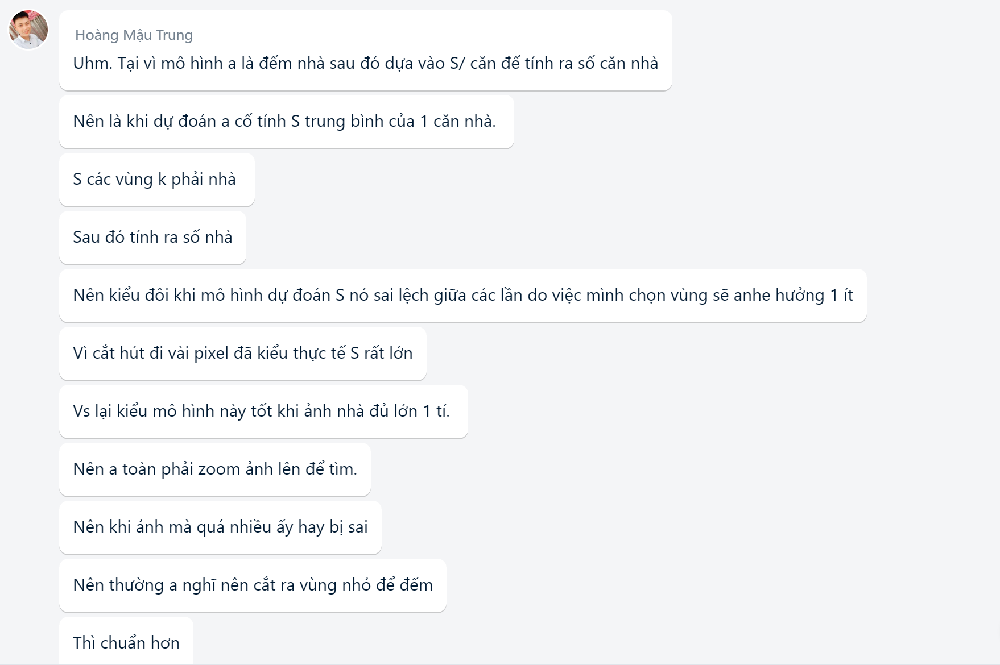 Hoàng Mậu Trung
Uhm. Tại vì mô hình a là đếm nhà sau đó dựa vào S/ căn để tính ra số căn nhà
Nên là khi dự đoán a cố tính S trung bình của 1 căn nhà.
S các vùng k phải nhà
Sau đó tính ra số nhà
Nên kiểu đôi khi mô hình dự đoán S nó sai lệch giữa các lần do việc mình chọn vùng sẽ anhe hưởng 1 ít
Vì cắt hút đi vài pixel đã kiểu thực tế S rất lớn
Vs lại kiểu mô hình này tốt khi ảnh nhà đủ lớn 1 tí.
Nên a toàn phải zoom ảnh lên để tìm.
Nên khi ảnh mà quá nhiều ấy hay bị sai
Nên thường a nghĩ nên cắt ra vùng nhỏ để đếm
Thì chuẩn hơn